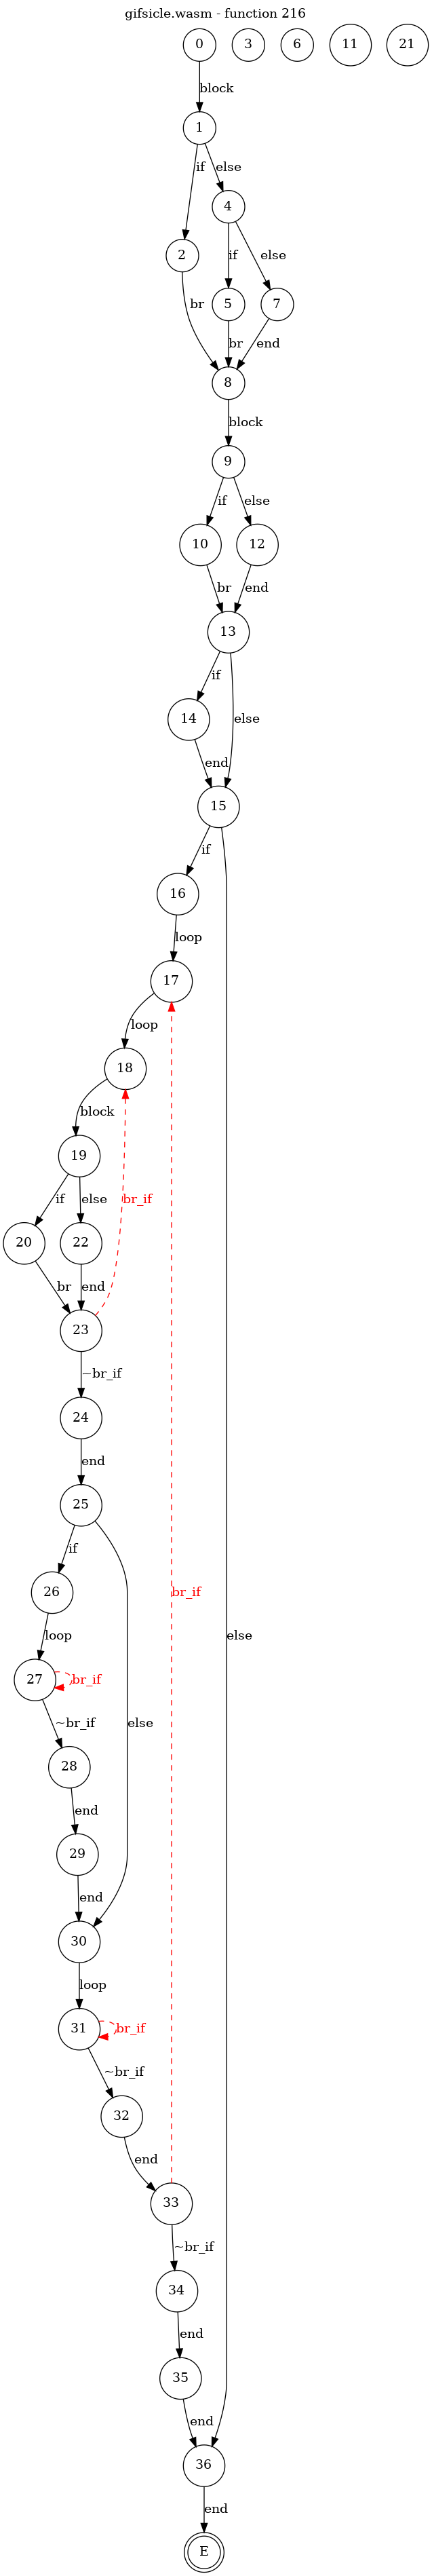 gifsicle.wasm - function 216
0 3 6 11 21
block
1
if else
4
2 if else
br 5 7
br end
8
block
9
if else
10 12
br end
13
if
14 else
end
15
if
16
loop
17
loop
18
block
19
if else br_if
20 22
br end
23
~br_if
24
end
25
if
26 br_if
loop else
27 br_if
~br_if else
28
end
29
end
30
loop
31 br_if
~br_if
32
end
33
~br_if
34
end
35
end
36
end
E